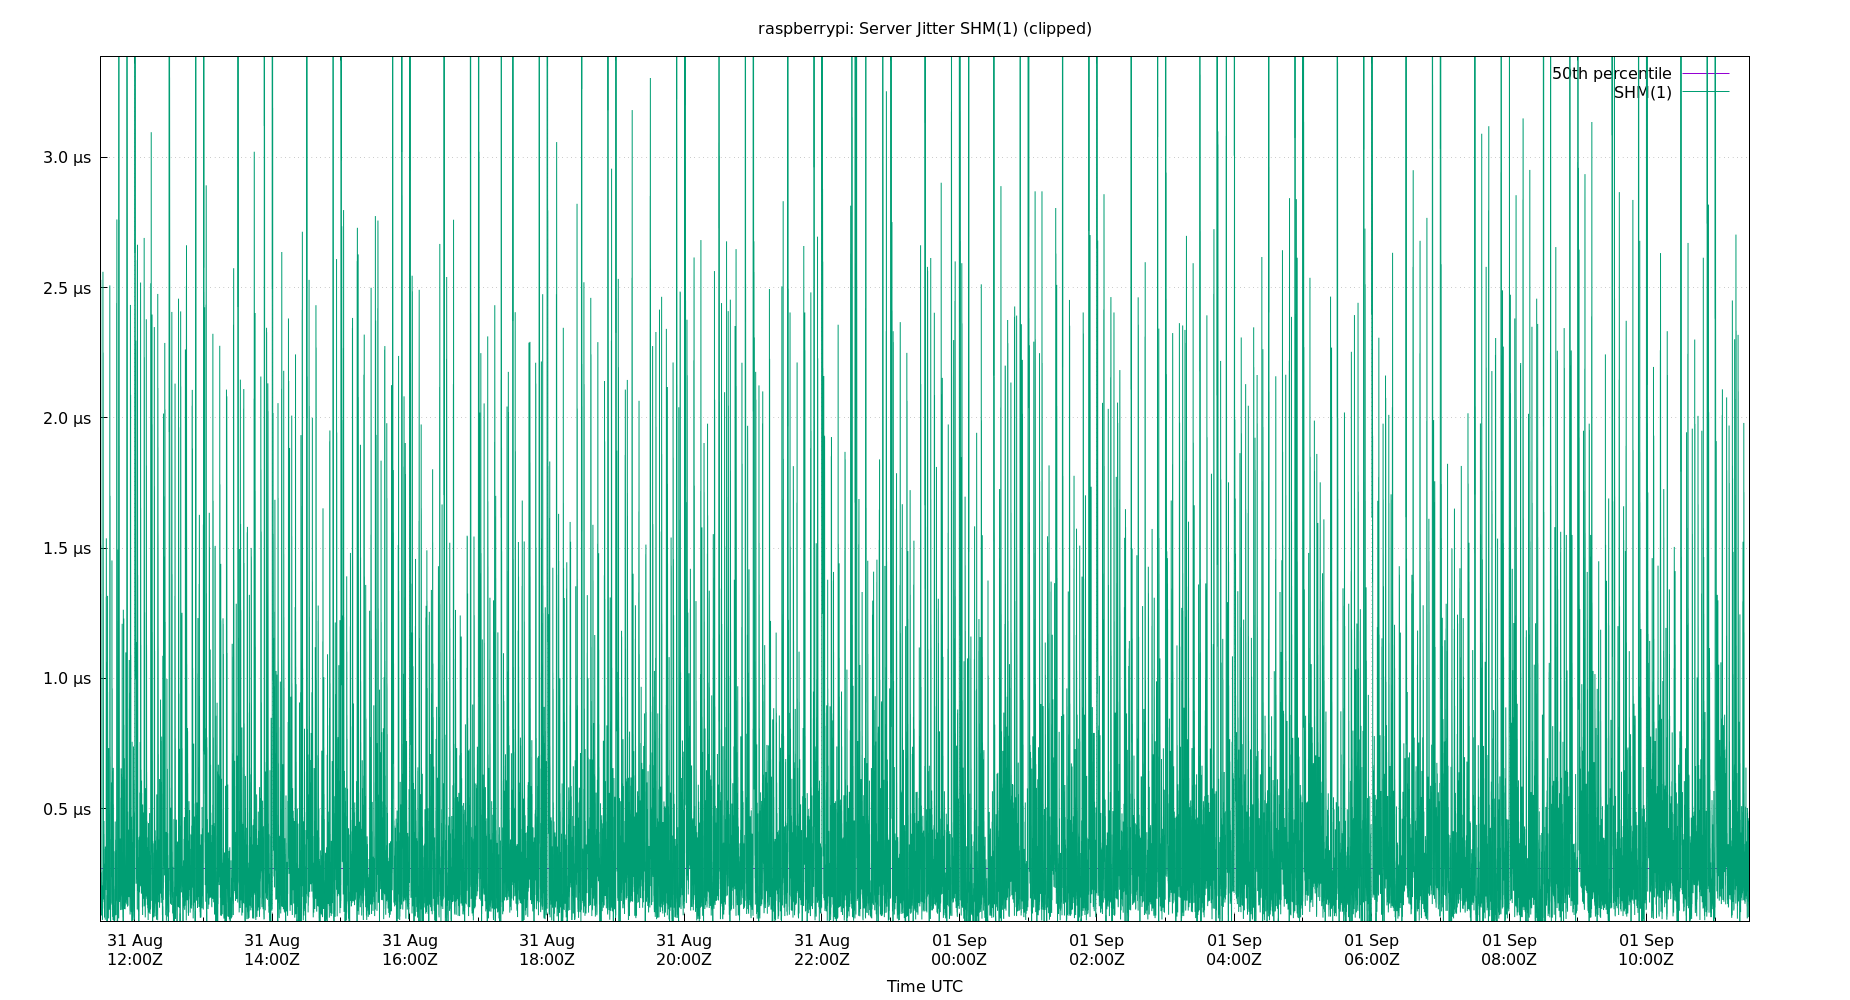 raspberrypi: Server Jitter SHM(1) (clipped)
50th percentile
SHM(1)
3.0 µs
2.5 µs
2.0 µs
1.5 µs
1.0 µs
0.5 µs
31 Aug 31 Aug 31 Aug 31 Aug 31 Aug 31 Aug 01 Sep 01 Sep 01 Sep 01 Sep 01 Sep 01 Sep
12:00Z 14:00Z 16:00Z 18:00Z 20:00Z 22:00Z 00:00Z 02:00Z 04:00Z 06:00Z 08:00Z 10:00Z
Time UTC